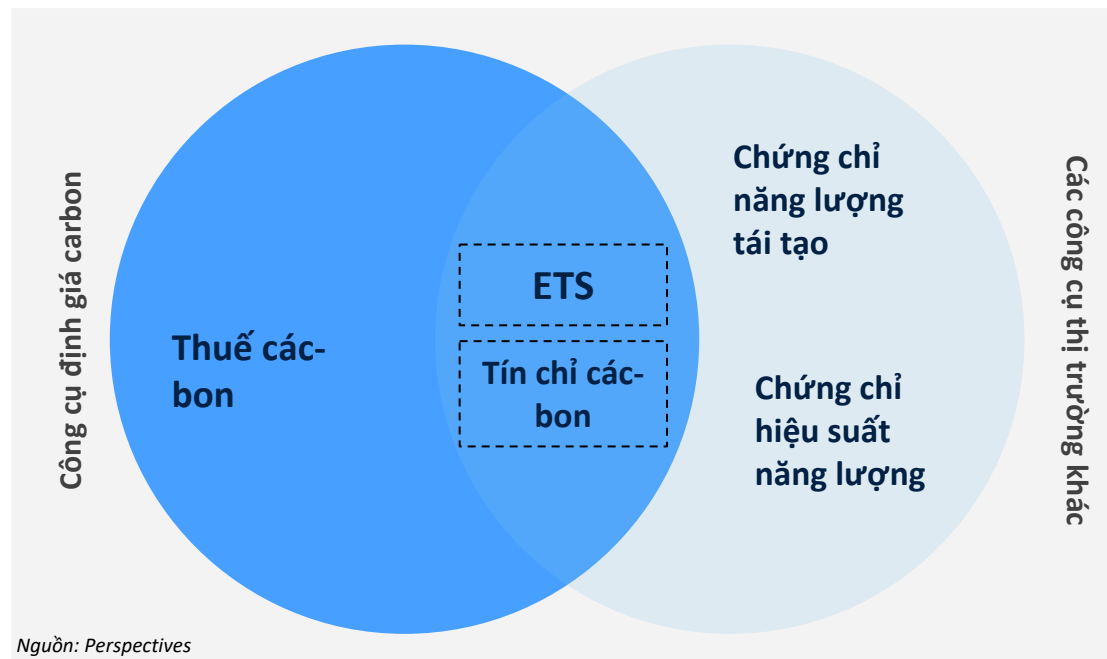 Công cụ định giá carbon
Thuế các-
bon
ETS
Tín chỉ các-
bon
Chứng chỉ
năng lượng
tái tạo
Chứng chỉ
hiệu suất
năng lượng
Các công cụ thị trường khác
Nguồn: Perspectives